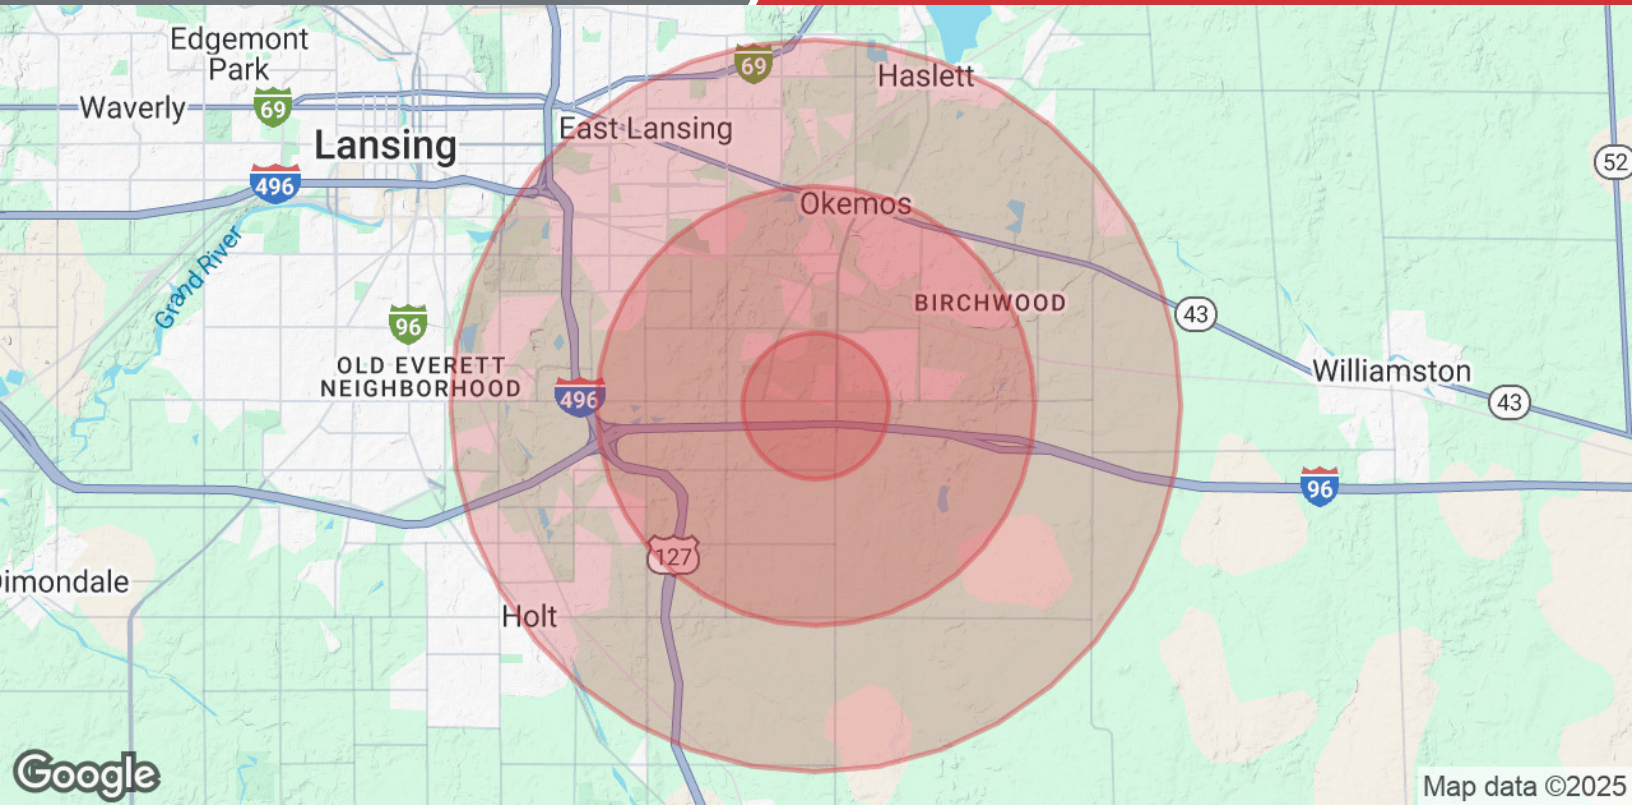 Edgemont
Park
69
Haslett
Waverly
69
East Lansing
Lansing
52
496
Okemos
Grand River
BIRCHWOOD
43
96
OLD EVERETT
NEIGHBORHOOD
Williamston
496
43
96
127
Dimondale
Holt
Google
Map data ©2025